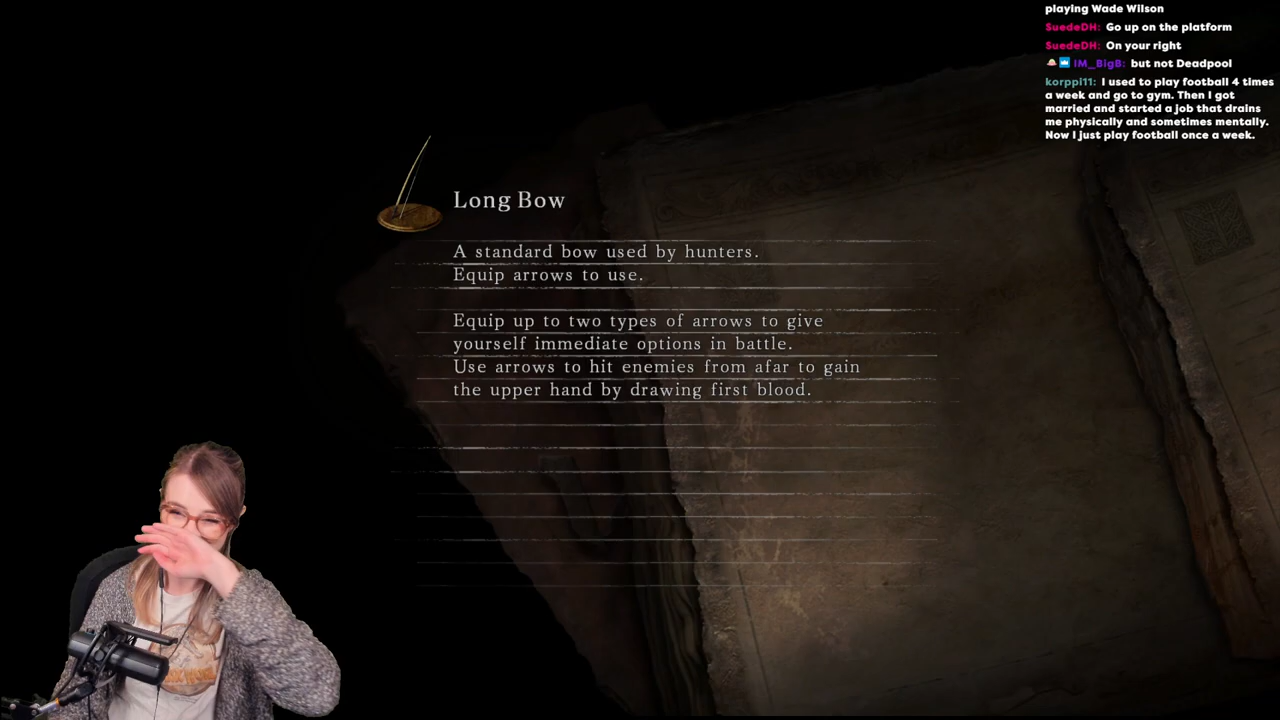 playing Wade Wilson
SuedeDH: Go up on the platform
SuedeDH: On your right
IM_BigB: but not Deadpool
korppi11: I used to play football 4 times
a week and go to gym. Then I got
married and started a job that drains
me physically and sometimes mentally.
Now I just play football once a week.
Long Bow
A standard bow used by hunters.
Equip arrows to use.
Equip up to two types of arrows to give
yourself immediate options in battle.
Use arrows to hit enemies from afar to gain
the upper hand by drawing first blood.